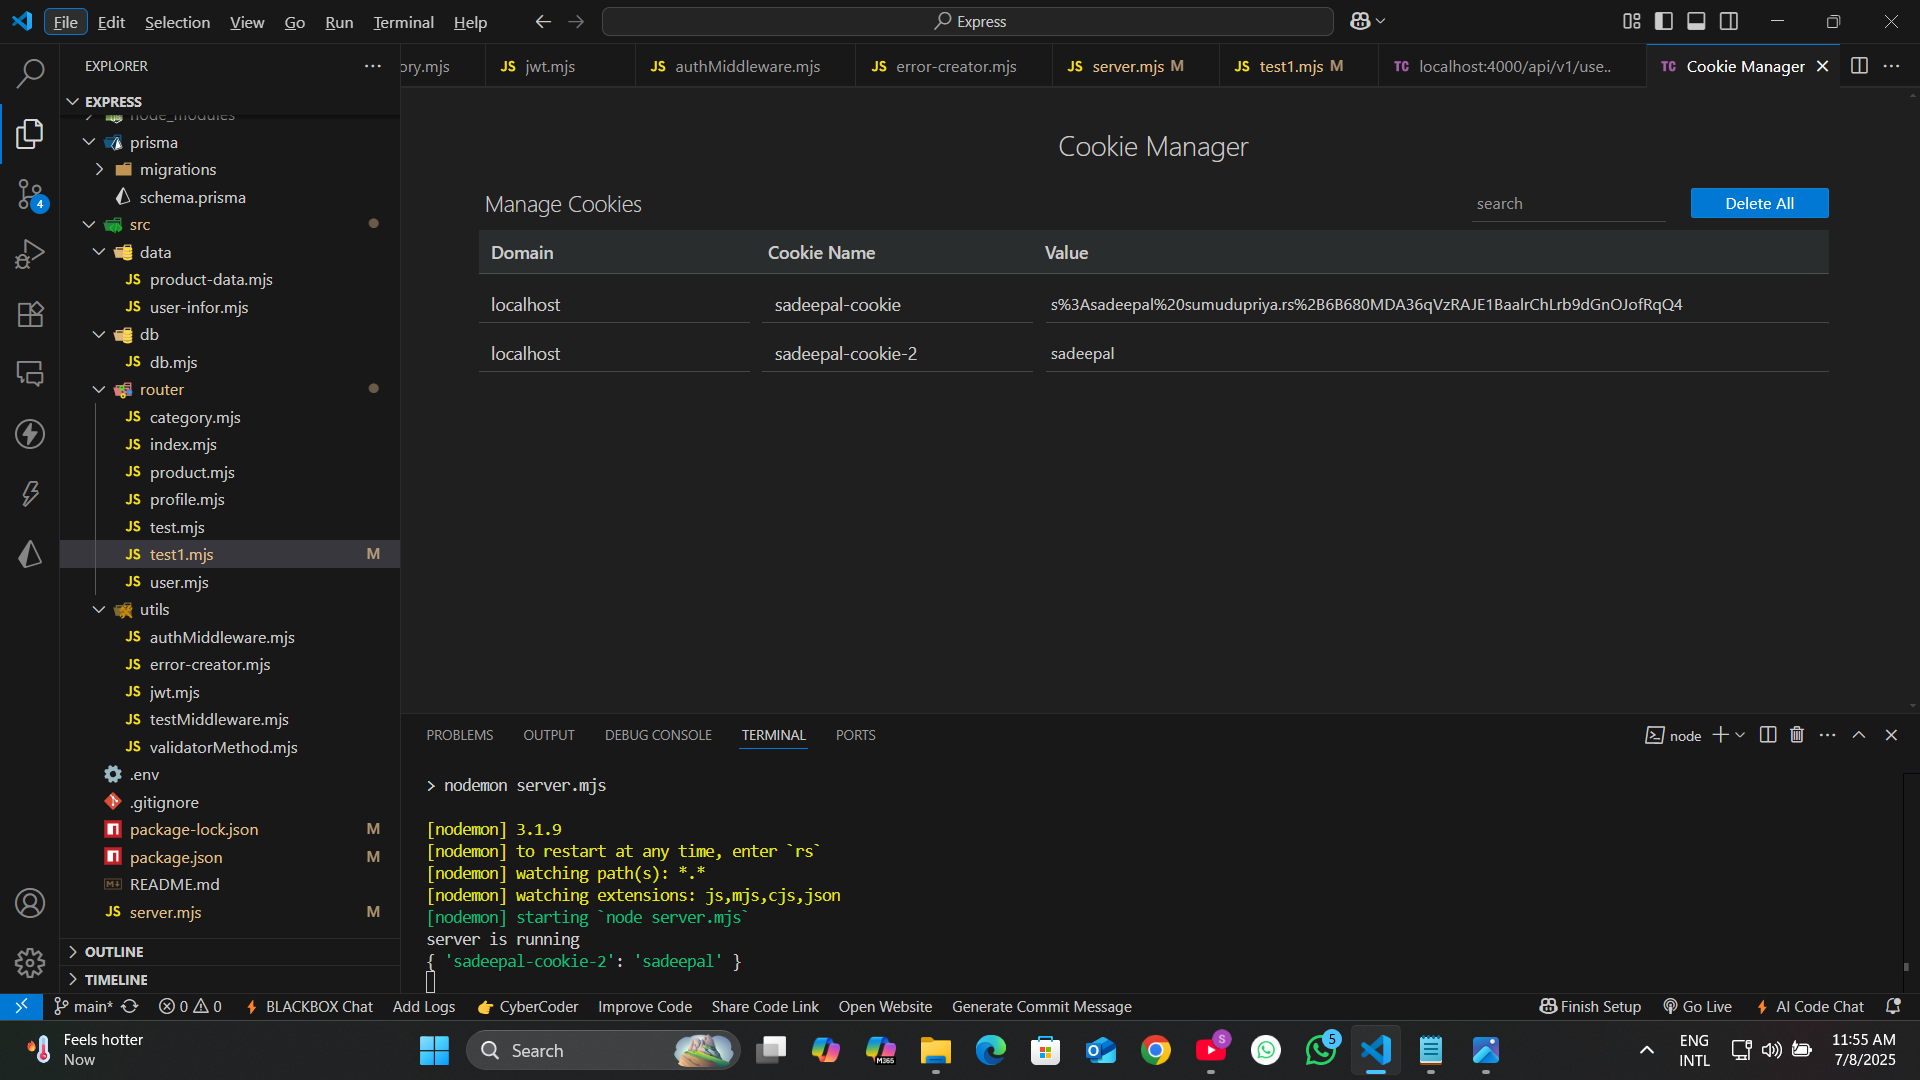 File Edit Selection View Go Run Terminal Help
Express
EXPLORER
ory.mjs
JS jwt.mjs
JS authMiddleware.mjs
JS error-creator.mjs
JS server.mjs M
JS test1.mjs M
TC localhost:4000/api/v1/use..
TC Cookie Manager
EXPRESS
node_modules
prisma
migrations
schema.prisma
src
data
JS product-data.mjs
JS user-infor.mjs
db
JS db.mjs
router
JS category.mjs
JS index.mjs
JS product.mjs
JS profile.mjs
JS test.mjs
JS test1.mjs M
JS user.mjs
utils
JS authMiddleware.mjs
JS error-creator.mjs
JS jwt.mjs
JS testMiddleware.mjs
JS validatorMethod.mjs
.env
.gitignore
package-lock.json M
package.json M
README.md
JS server.mjs M
OUTLINE
TIMELINE
4
Cookie Manager
Manage Cookies
search
Delete All
Domain Cookie Name Value
localhost sadeepal-cookie s%3Asadeepal%20sumudupriya.rs%2B6B680MDA36qVzRAJE1BaalrChLrb9dGnOJofRqQ4
localhost sadeepal-cookie-2 sadeepal
PROBLEMS OUTPUT DEBUG CONSOLE TERMINAL PORTS
node
> nodemon server.mjs
[nodemon] 3.1.9
[nodemon] to restart at any time, enter `rs`
[nodemon] watching path(s): *.*
[nodemon] watching extensions: js,mjs,cjs,json
[nodemon] starting `node server.mjs`
server is running
{ 'sadeepal-cookie-2': 'sadeepal' }
main* 0 0 BLACKBOX Chat Add Logs CyberCoder Improve Code Share Code Link Open Website Generate Commit Message
Finish Setup Go Live AI Code Chat
Feels hotter
Now
Search
M365
S
5
ENG
INTL
11:55 AM
7/8/2025